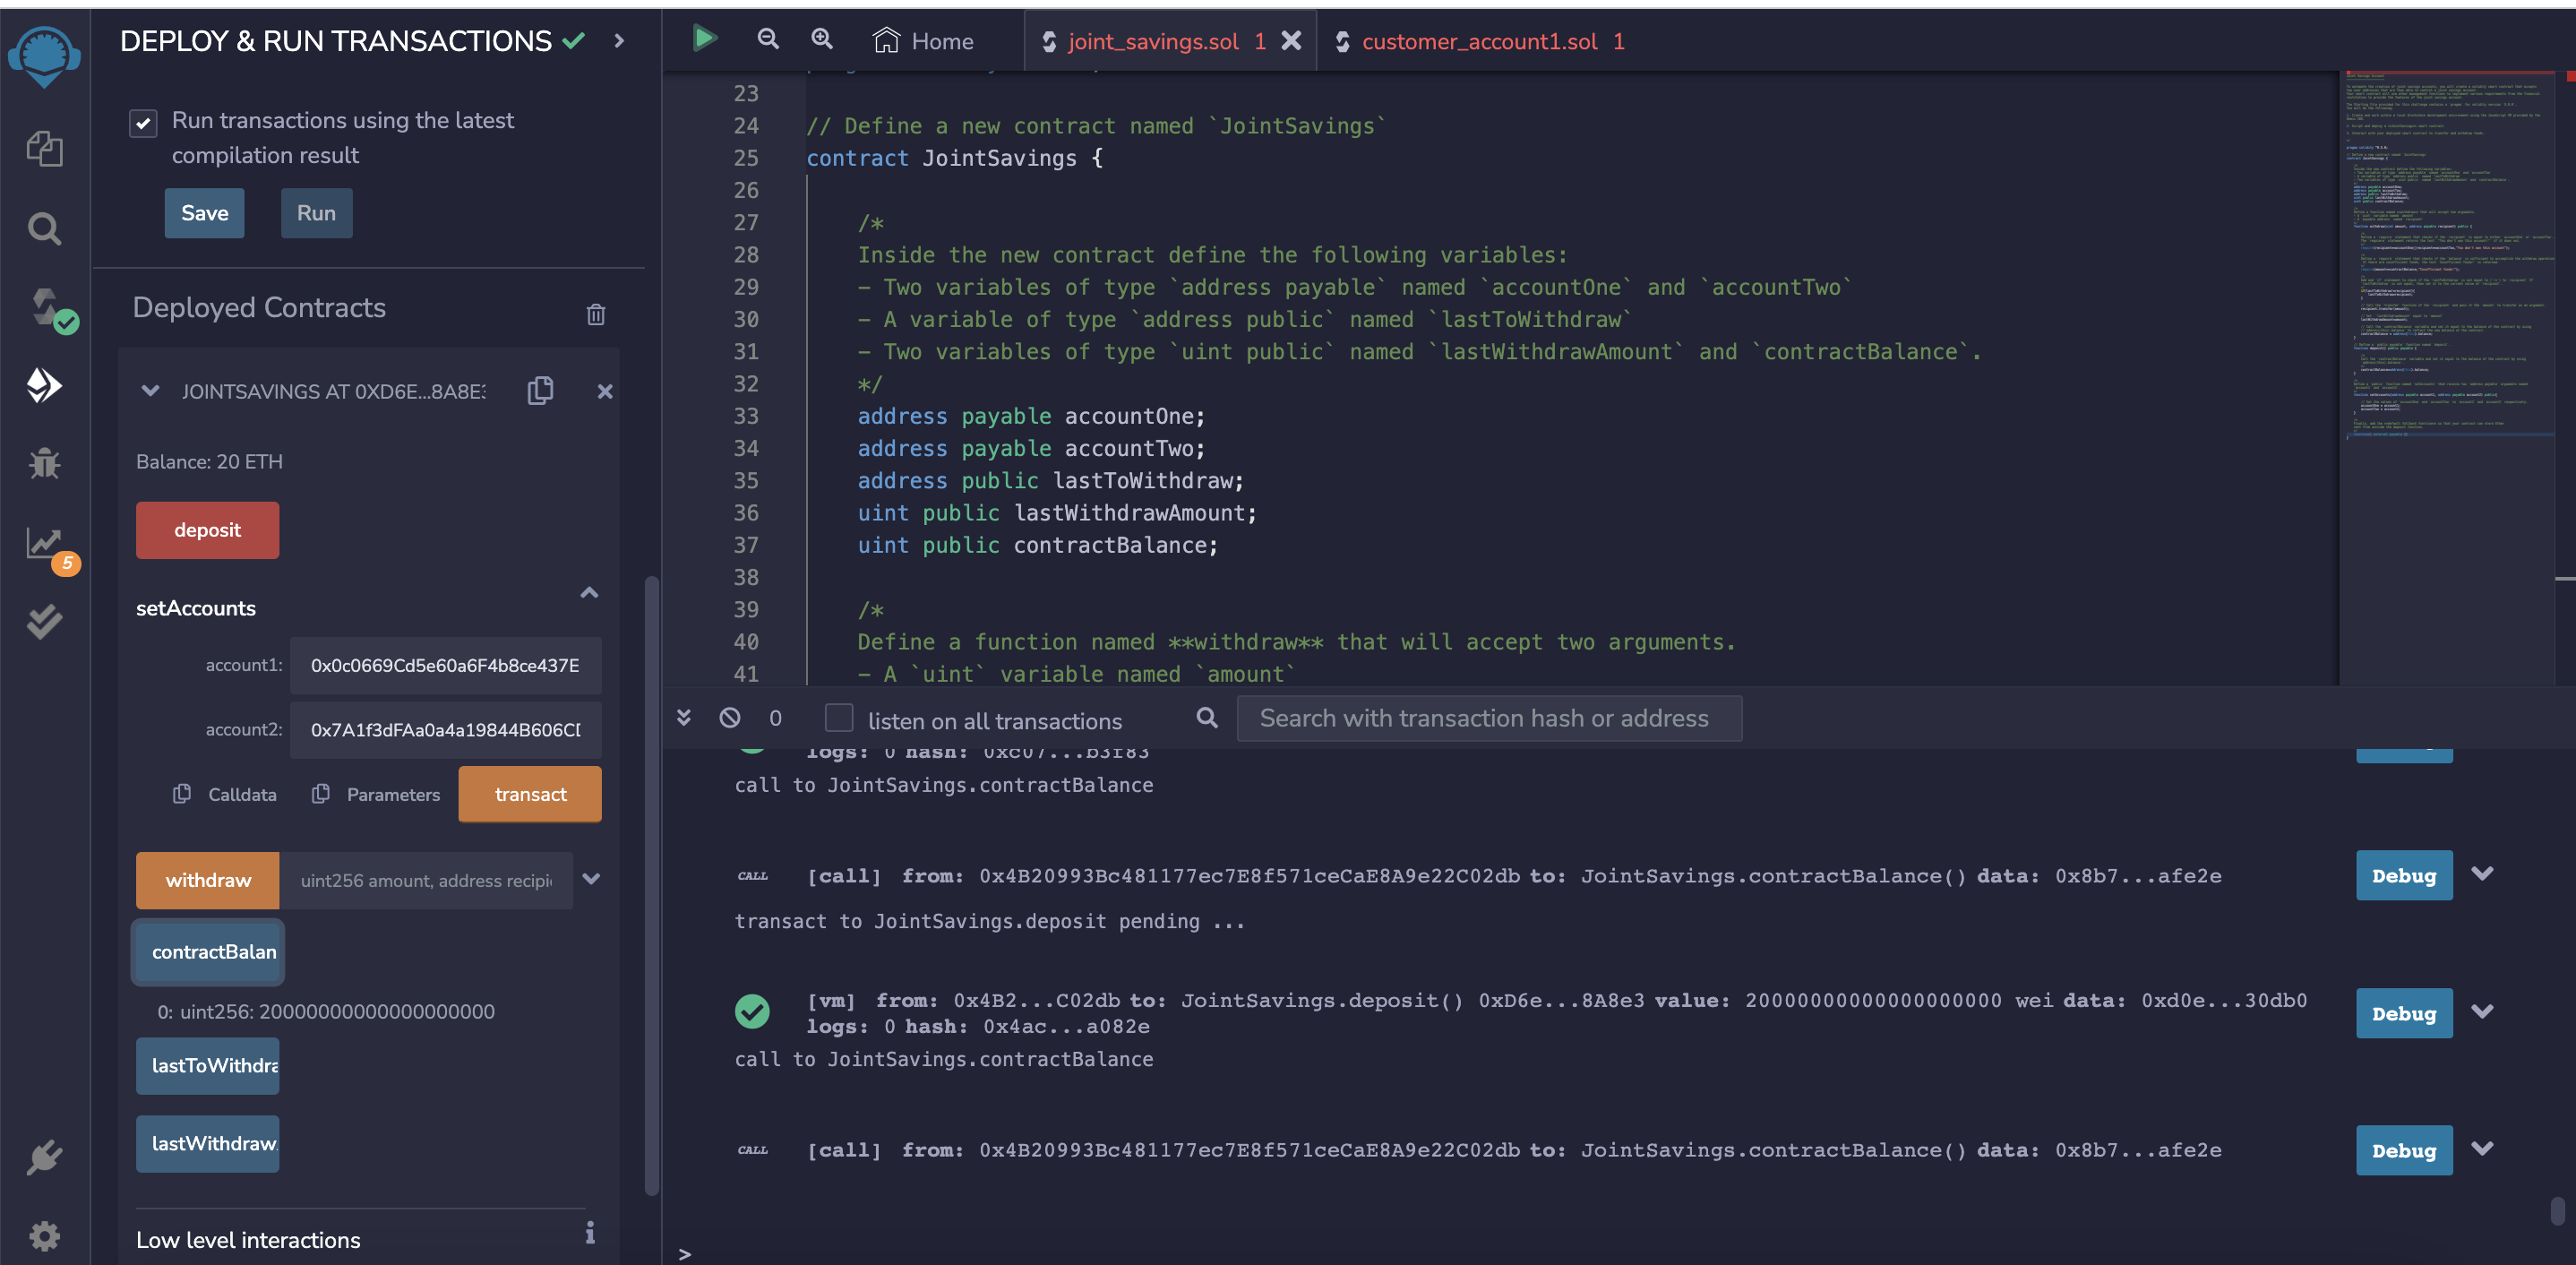 DEPLOY & RUN TRANSACTIONS
Run transactions using the latest
compilation result
Save
Run
Deployed Contracts
JOINTSAVINGS AT 0XD6E...8A8E3
Balance: 20 ETH
deposit
setAccounts
account1:
0x0c0669Cd5e60a6F4b8ce437E
account2:
0x7A1f3dFAa0a4a19844B606CD
Calldata
Parameters
transact
withdraw
uint256 amount, address recipie
contractBalan
0: uint256: 20000000000000000000
lastToWithdra
lastWithdraw
Low level interactions
5
Home
joint_savings.sol 1
customer_account1.sol 1
23
24 // Define a new contract named `JointSavings`
25 contract JointSavings {
26
27 /*
28 Inside the new contract define the following variables:
29 - Two variables of type `address payable` named `accountOne` and `accountTwo`
30 - A variable of type `address public` named `lastToWithdraw`
31 - Two variables of type `uint public` named `lastWithdrawAmount` and `contractBalance`.
32 */
33 address payable accountOne;
34 address payable accountTwo;
35 address public lastToWithdraw;
36 uint public lastWithdrawAmount;
37 uint public contractBalance;
38
39 /*
40 Define a function named **withdraw** that will accept two arguments.
41 - A `uint` variable named `amount`
0
listen on all transactions
Search with transaction hash or address
logs: 0 hash: 0xc07...b3f83
call to JointSavings.contractBalance
CALL [call] from: 0x4B20993Bc481177ec7E8f571ceCaE8A9e22C02db to: JointSavings.contractBalance() data: 0x8b7...afe2e
Debug
transact to JointSavings.deposit pending ...
[vm] from: 0x4B2...C02db to: JointSavings.deposit() 0xD6e...8A8e3 value: 20000000000000000000 wei data: 0xd0e...30db0
Debug
logs: 0 hash: 0x4ac...a082e
call to JointSavings.contractBalance
CALL [call] from: 0x4B20993Bc481177ec7E8f571ceCaE8A9e22C02db to: JointSavings.contractBalance() data: 0x8b7...afe2e
Debug
>